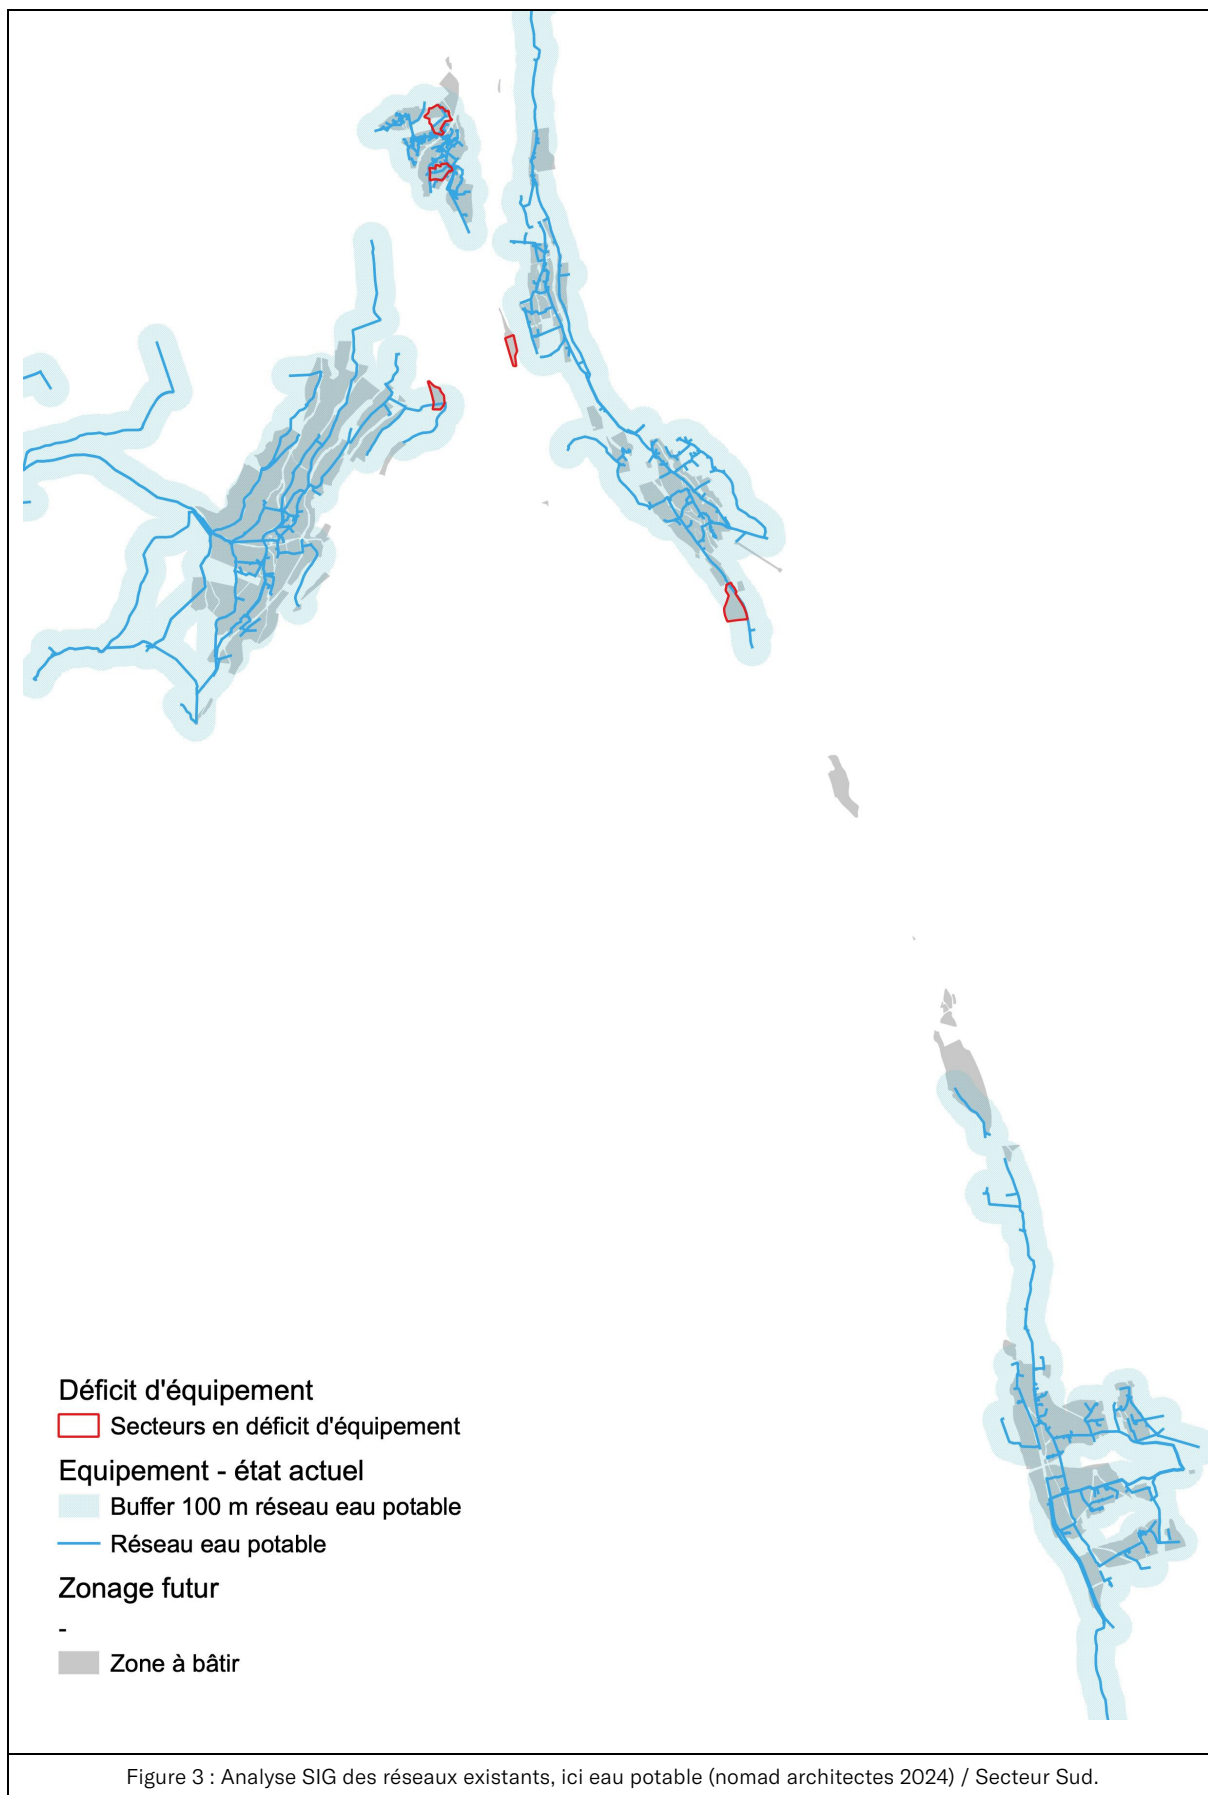 Déficit d'équipement
Secteurs en déficit d'équipement
Equipement - état actuel
Buffer 100 m réseau eau potable
Réseau eau potable
Zonage futur
-
Zone à bâtir
Figure 3 : Analyse SIG des réseaux existants, ici eau potable (nomad architectes 2024) / Secteur Sud.